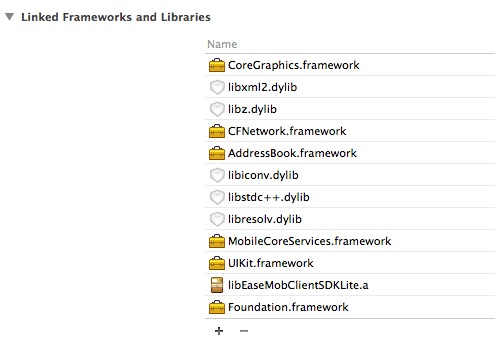 Linked Frameworks and Libraries
Name
CoreGraphics.framework
libxml2.dylib
libz.dylib
CFNetwork.framework
AddressBook.framework
libiconv.dylib
libstdc++.dylib
libresolv.dylib
MobileCoreServices.framework
UIKit.framework
libEaseMobClientSDKLite.a
Foundation.framework
+ −